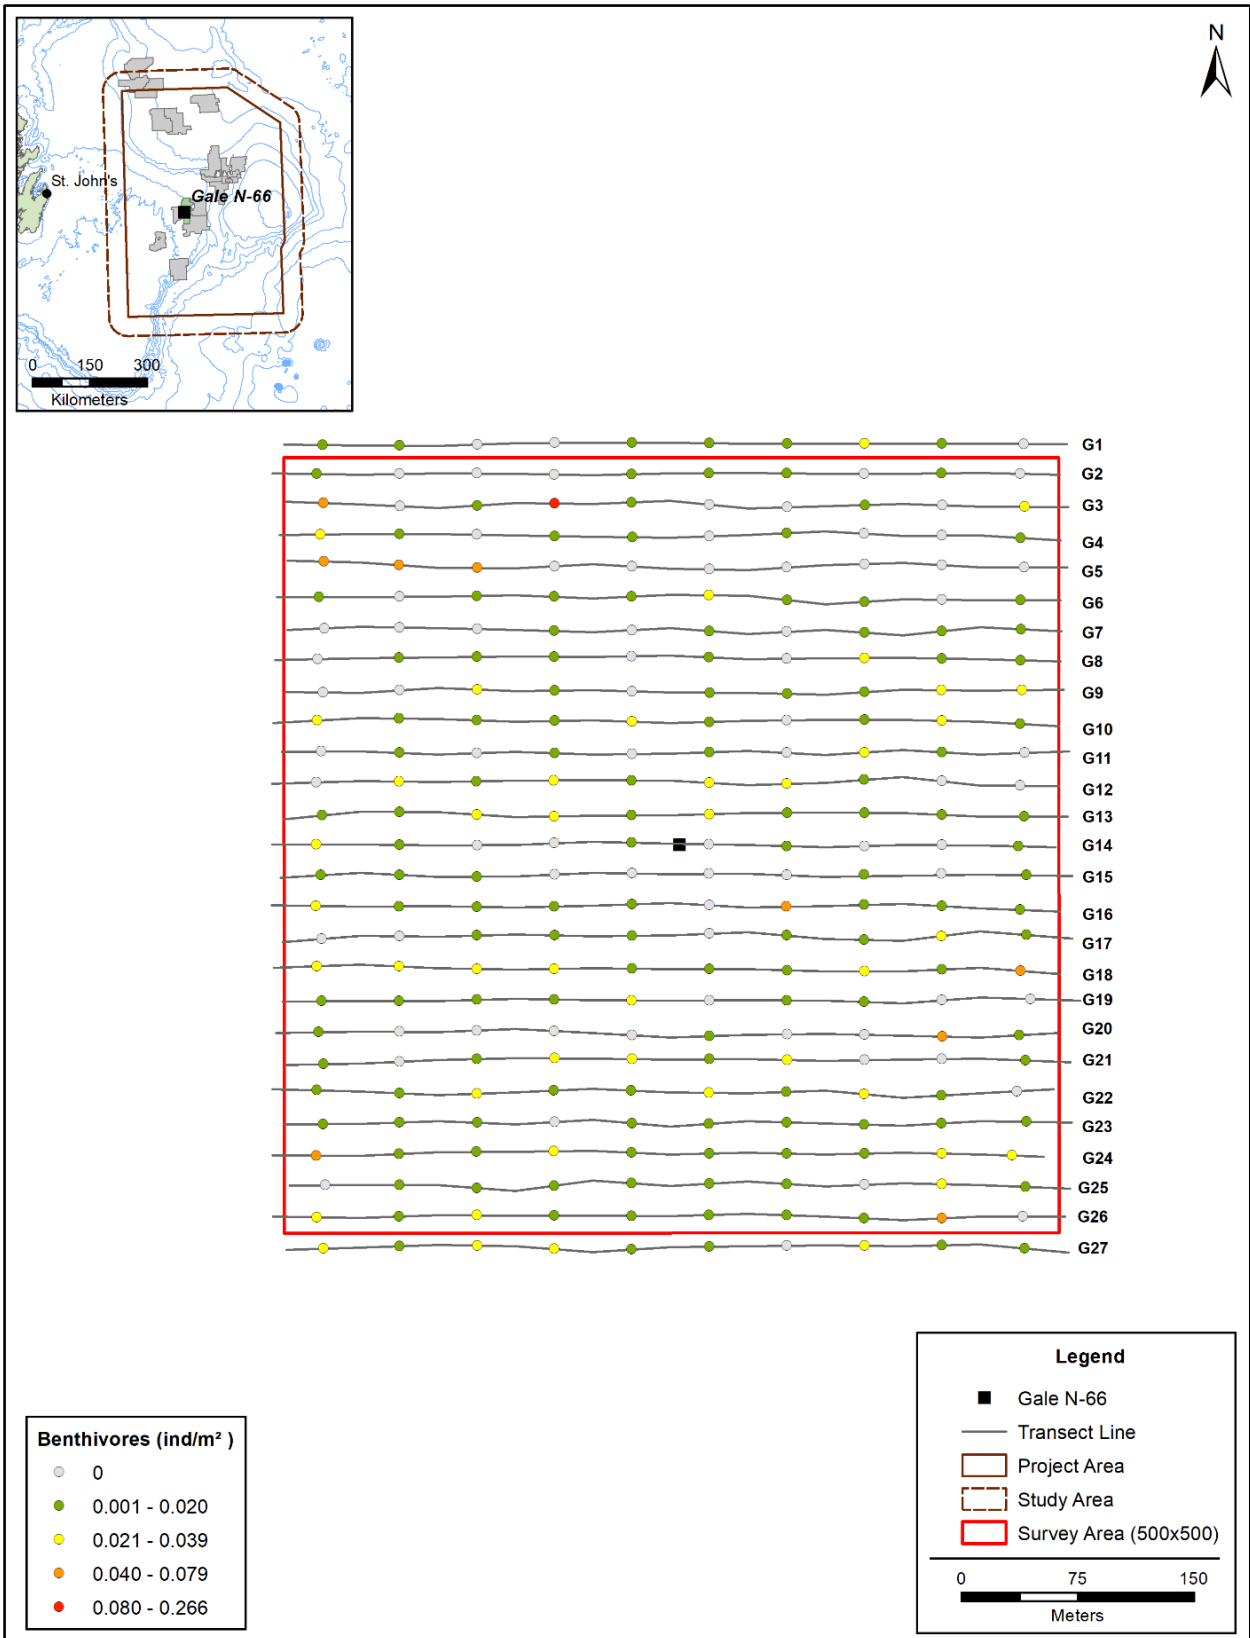 N
St. John's
Gale N-66
0 150 300
Kilometers
G1
G2
G3
G4
G5
G6
G7
G8
G9
G10
G11
G12
G13
G14
G15
G16
G17
G18
G19
G20
G21
G22
G23
G24
G25
G26
G27
Benthivores (ind/m²)
0
0.001 - 0.020
0.021 - 0.039
0.040 - 0.079
0.080 - 0.266
Legend
Gale N-66
Transect Line
Project Area
Study Area
Survey Area (500x500)
0 75 150
Meters